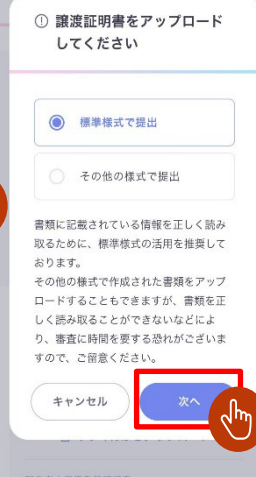 譲渡証明書をアップロード
してください
標準様式で提出
その他の様式で提出
書類に記載されている情報を正しく読み
取るために、標準様式の活用を推奨して
おります。
その他の様式で作成された書類をアップ
ロードすることもできますが、書類を正
しく読み取ることができないなどによ
り、審査に時間を要する恐れがございま
すので、ご留意ください。
キャンセル
次へ